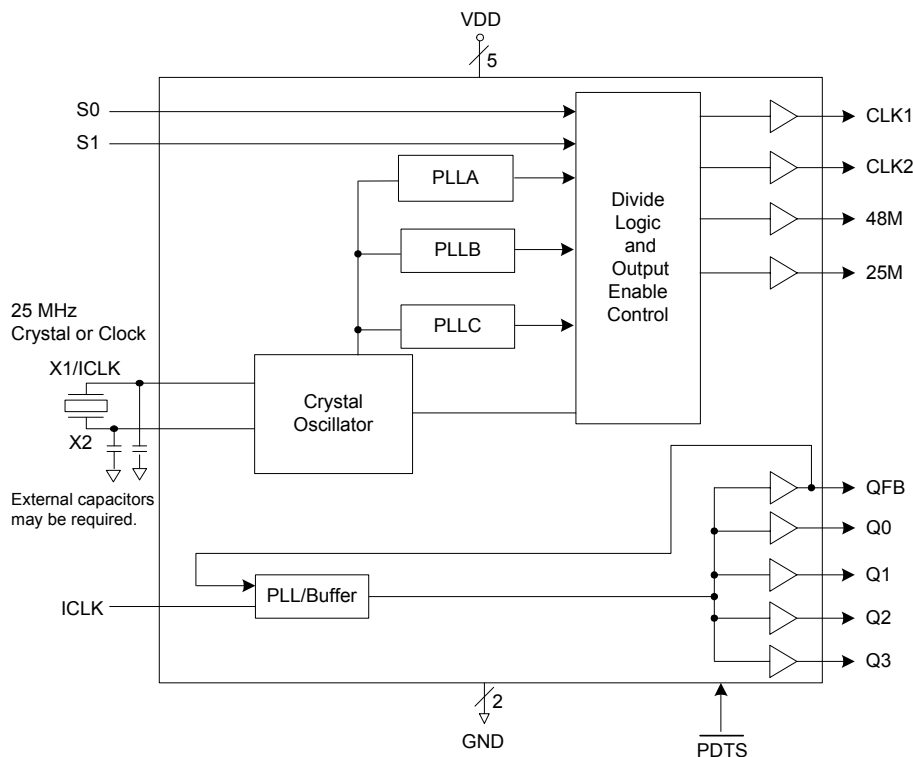 VDD
5
S0
S1
PLLA
PLLB
PLLC
Divide
Logic
and
Output
Enable
Control
CLK1
CLK2
48M
25M
25 MHz
Crystal or Clock
X1/ICLK
X2
Crystal
Oscillator
External capacitors
may be required.
ICLK
PLL/Buffer
QFB
Q0
Q1
Q2
Q3
2
GND
PDTS